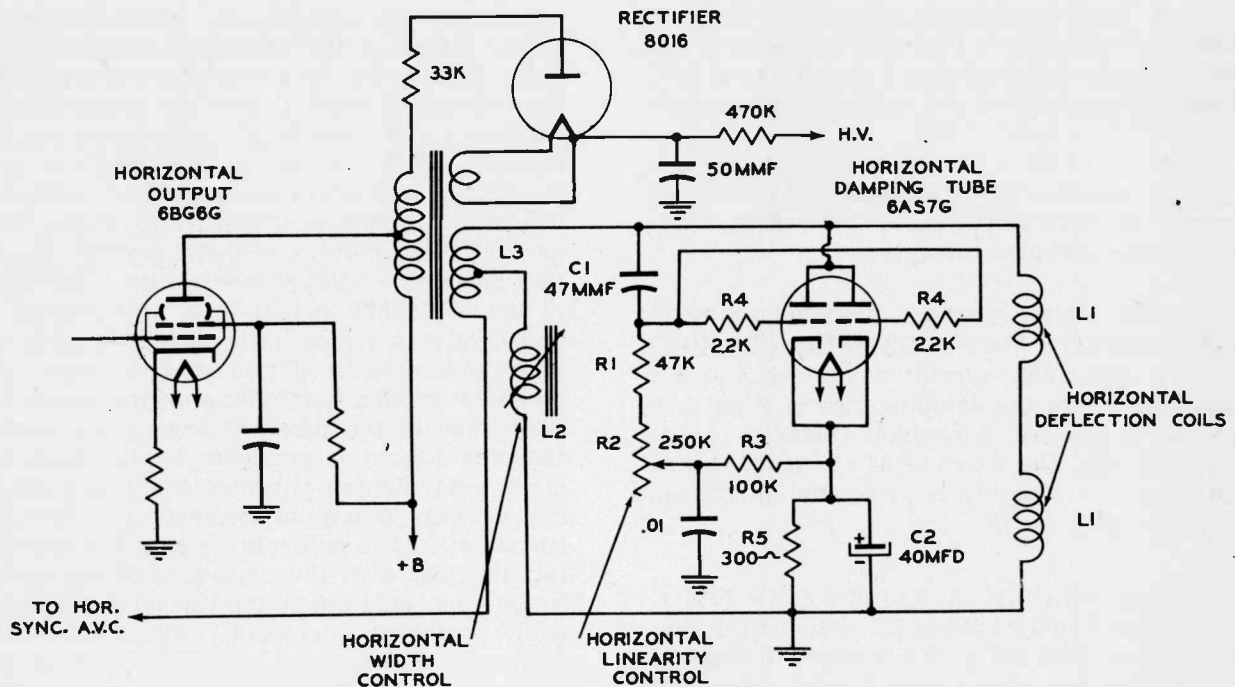 RECTIFIER
8016
33K
470K
H.V.
50MMF
HORIZONTAL
OUTPUT
6BG6G
HORIZONTAL
DAMPING TUBE
6AS7G
L3
C1
47MMF
R4
2.2K
R4
2.2K
L1
R1
47K
HORIZONTAL
DEFLECTION COILS
L2
R2
250K
R3
100K
L1
.01
R5
300~
+
C2
40MFD
−
+B
TO HOR.
SYNC. A.V.C.
HORIZONTAL
WIDTH
CONTROL
HORIZONTAL
LINEARITY
CONTROL